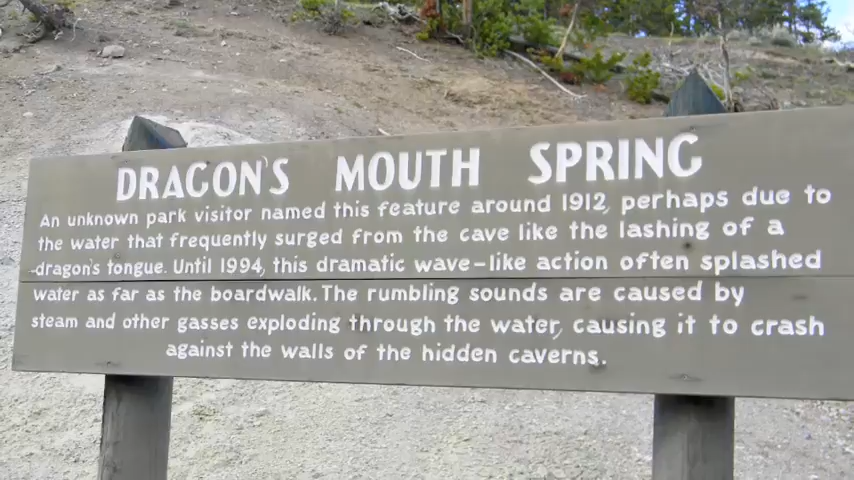 DRAGON'S MOUTH SPRING
An unknown park visitor named this feature around 1912, perhaps due to
the water that frequently surged from the cave like the lashing of a
dragon's tongue. Until 1994, this dramatic wave-like action often splashed
water as far as the boardwalk. The rumbling sounds are caused by
steam and other gasses exploding through the water, causing it to crash
against the walls of the hidden caverns.